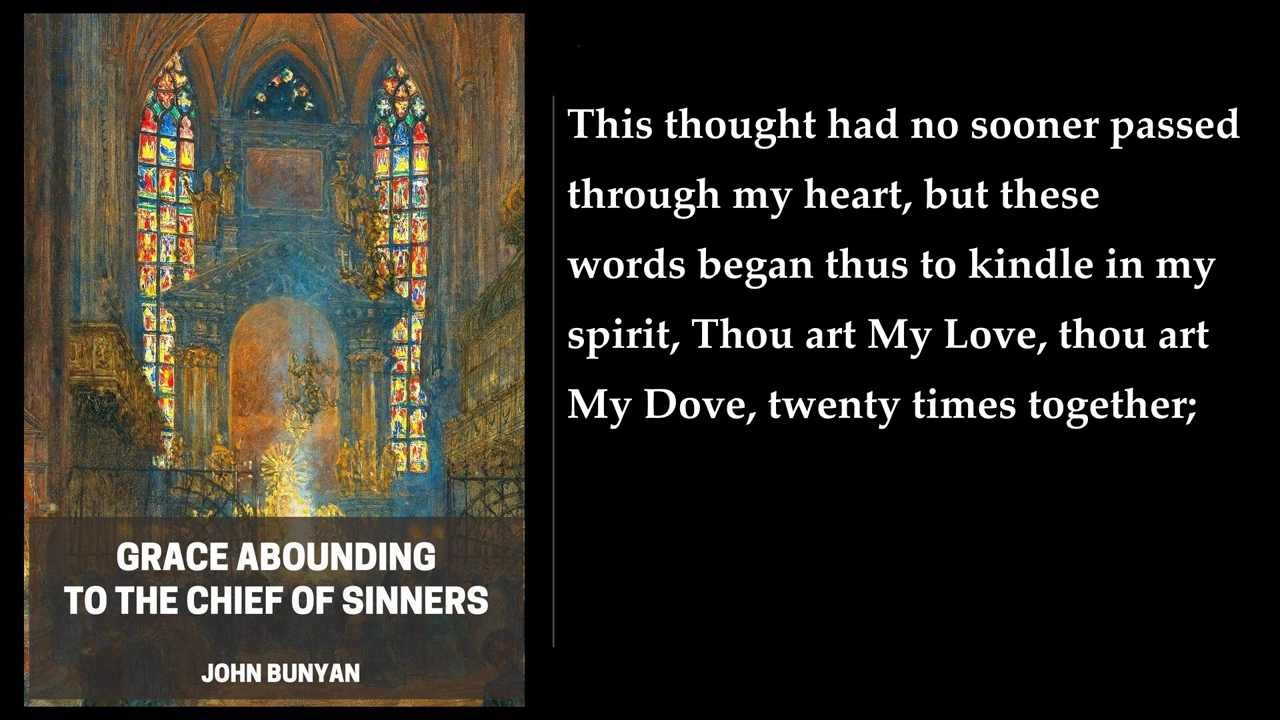 GRACE ABOUNDING
TO THE CHIEF OF SINNERS
JOHN BUNYAN
This thought had no sooner passed
through my heart, but these
words began thus to kindle in my
spirit, Thou art My Love, thou art
My Dove, twenty times together;